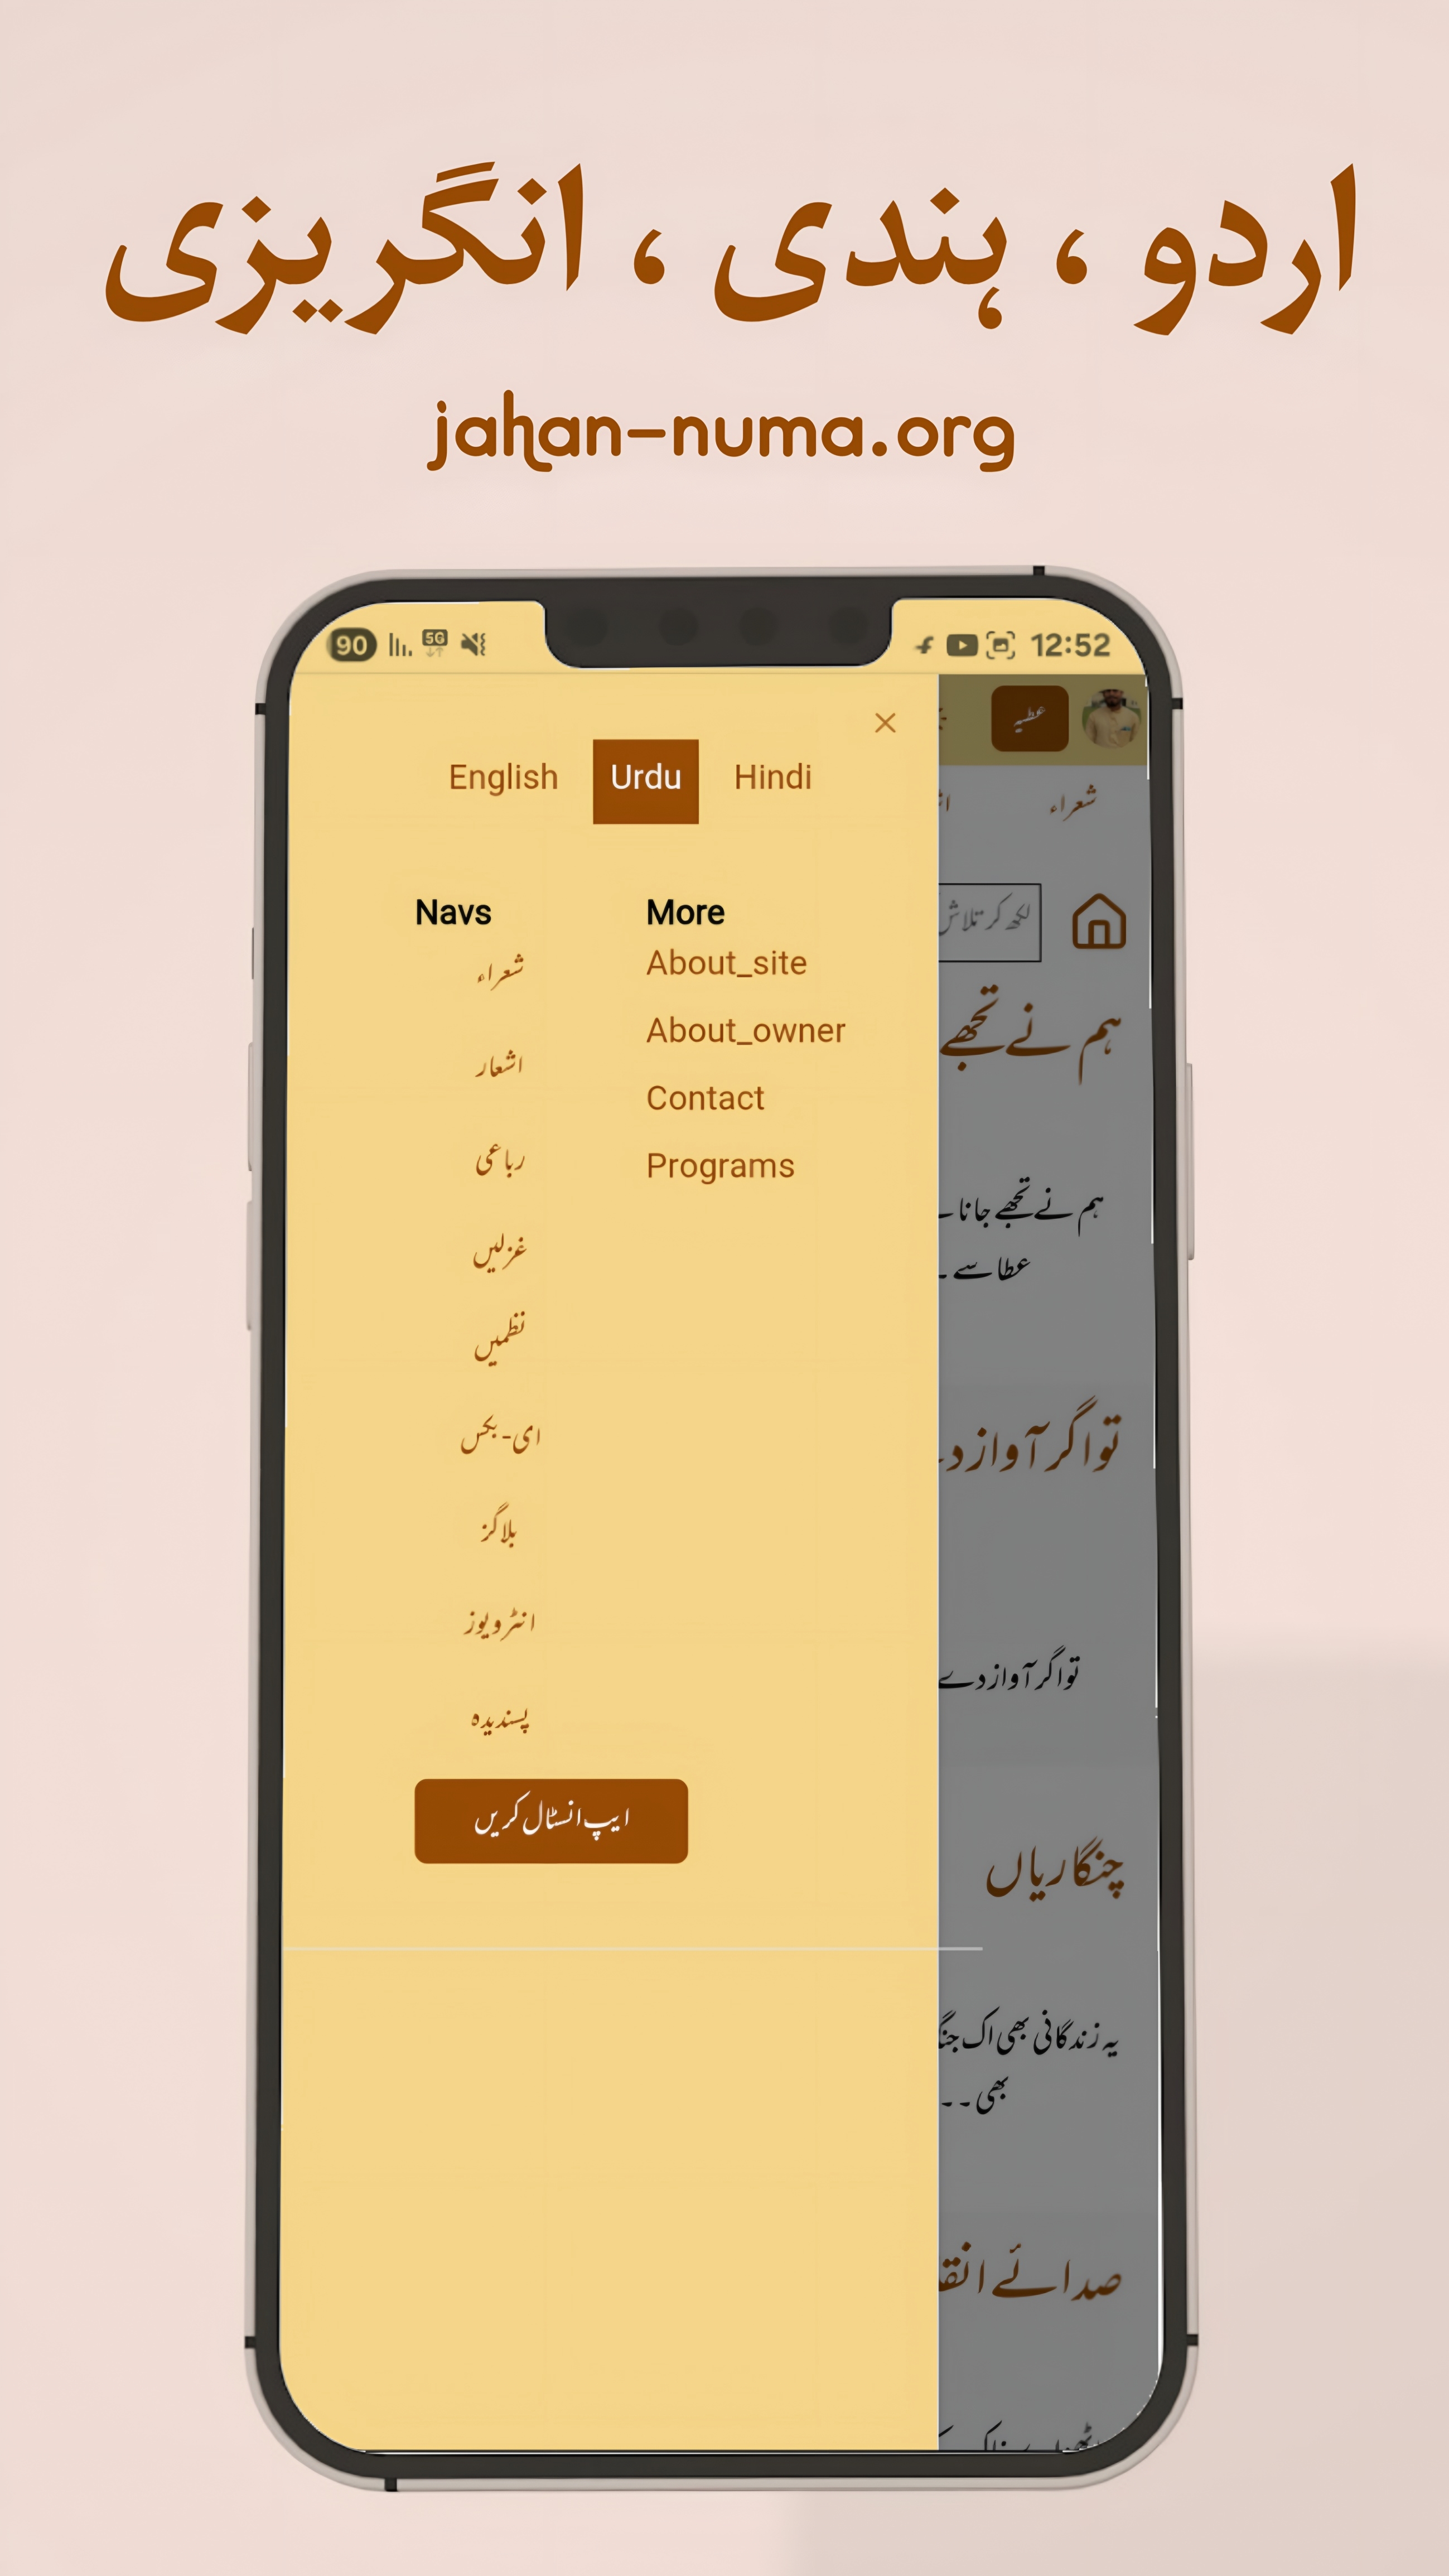 اردو ، ہندی ، انگریزی
jahan-numa.org
90 5G 12:52
عطیہ
English Urdu Hindi
شعراء
Navs
شعراء
اشعار
رباعی
غزلیں
نظمیں
ای-بکس
بلاگز
انٹرویوز
پسندیدہ
ایپ انسٹال کریں
More
About_site
About_owner
Contact
Programs
لکھ کر تلاش
ہم نے تجھے
ہم نے تجھے جانا
عطا سے
تو اگر آواز د
تو اگر آواز دے
چنگاریاں
یہ زندگانی بھی اک
بھی ۔۔
صدائے